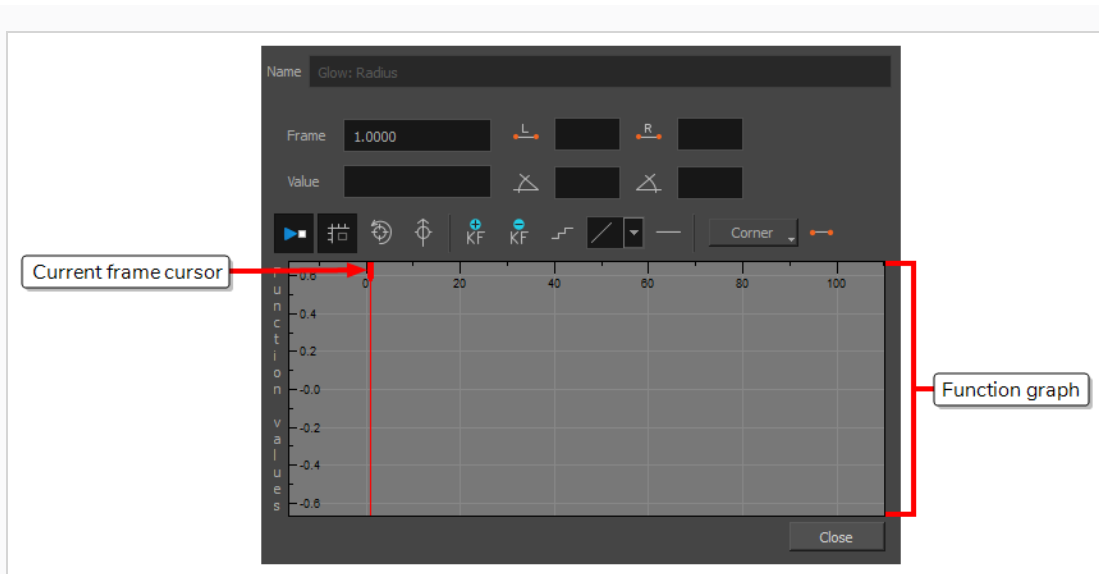 Name Glow: Radius
Frame 1.0000 L R
Value
KF KF Corner
Current frame cursor
Function values
0 20 40 60 80 100
-0.6
-0.4
-0.2
-0.0
-0.2
-0.4
-0.6
Function graph
Close